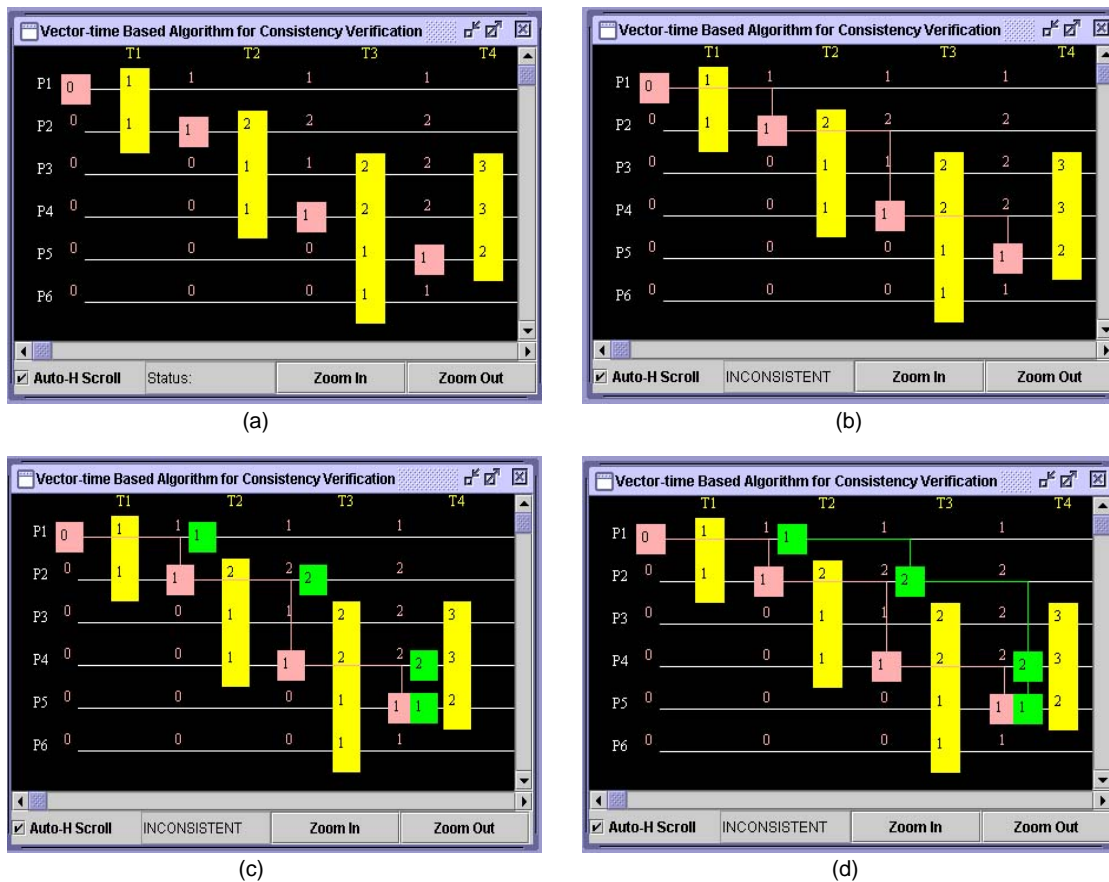 Vector-time Based Algorithm for Consistency Verification
T1 T2 T3 T4
P1 0 1 1 1 1
P2 0 1 1 2 2 2
P3 0 0 1 1 2 2 3
P4 0 0 1 1 2 2 3
P5 0 0 0 1 1 2
P6 0 0 0 1 1
Auto-H Scroll Status: Zoom In Zoom Out
(a)
Vector-time Based Algorithm for Consistency Verification
T1 T2 T3 T4
P1 0 1 1 1 1
P2 0 1 1 2 2 2
P3 0 0 1 1 2 2 3
P4 0 0 1 1 2 2 3
P5 0 0 0 1 1 2
P6 0 0 0 1 1
Auto-H Scroll INCONSISTENT Zoom In Zoom Out
(b)
Vector-time Based Algorithm for Consistency Verification
T1 T2 T3 T4
P1 0 1 1 1 1 1
P2 0 1 1 2 2 2 2
P3 0 0 1 1 2 2 3
P4 0 0 1 1 2 2 2 3
P5 0 0 0 1 1 1 2
P6 0 0 0 1 1
Auto-H Scroll INCONSISTENT Zoom In Zoom Out
(c)
Vector-time Based Algorithm for Consistency Verification
T1 T2 T3 T4
P1 0 1 1 1 1 1
P2 0 1 1 2 2 2 2
P3 0 0 1 1 2 2 3
P4 0 0 1 1 2 2 2 3
P5 0 0 0 1 1 1 2
P6 0 0 0 1 1
Auto-H Scroll INCONSISTENT Zoom In Zoom Out
(d)